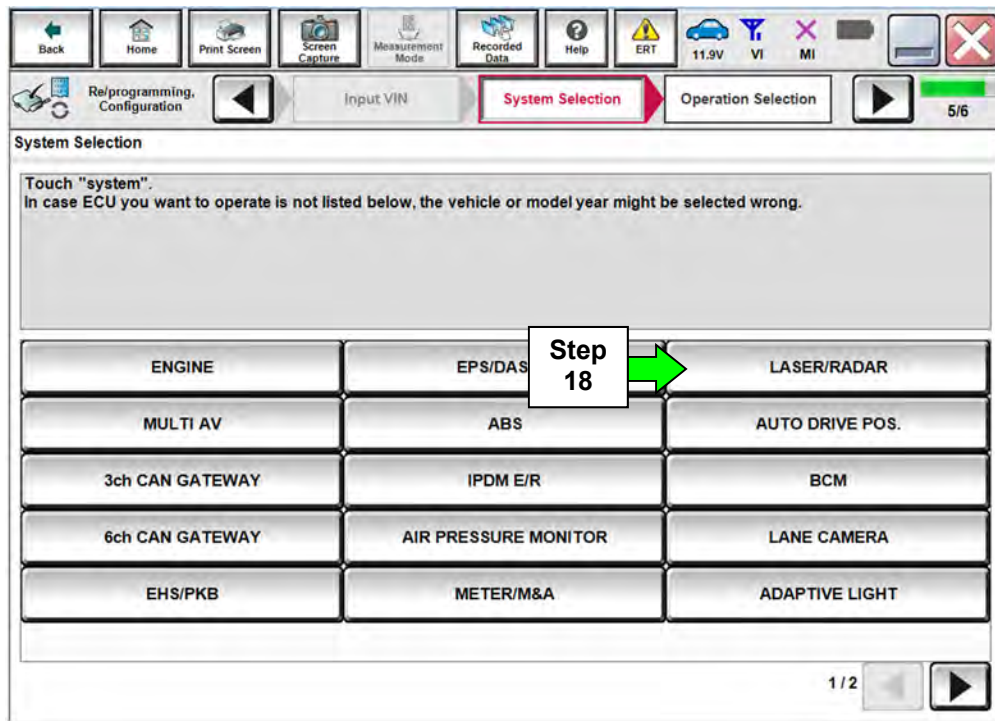 Back
Home
Print Screen
Screen
Capture
Measurement
Mode
Recorded
Data
Help
ERT
11.9V
VI
MI
Re/programming,
Configuration
Input VIN
System Selection
Operation Selection
5/6
System Selection
Touch "system".
In case ECU you want to operate is not listed below, the vehicle or model year might be selected wrong.
Step
18
ENGINE
EPS/DAS
LASER/RADAR
MULTI AV
ABS
AUTO DRIVE POS.
3ch CAN GATEWAY
IPDM E/R
BCM
6ch CAN GATEWAY
AIR PRESSURE MONITOR
LANE CAMERA
EHS/PKB
METER/M&A
ADAPTIVE LIGHT
1/2